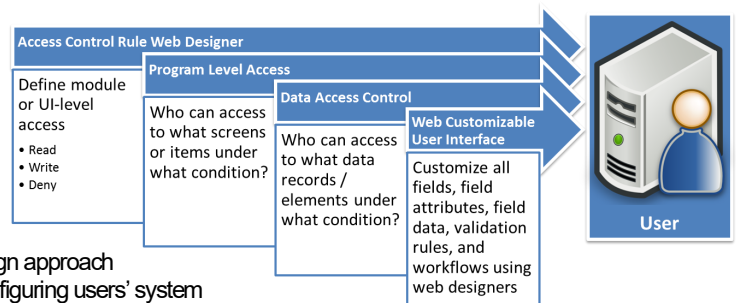 Access Control Rule Web Designer
Define module
or UI-level
access
• Read
• Write
• Deny
Program Level Access
Who can access
to what screens
or items under
what condition?
Data Access Control
Who can access
to what data
records /
elements under
what condition?
Web Customizable
User Interface
Customize all
fields, field
attributes, field
data, validation
rules, and
workflows using
web designers
User
approach
users' system